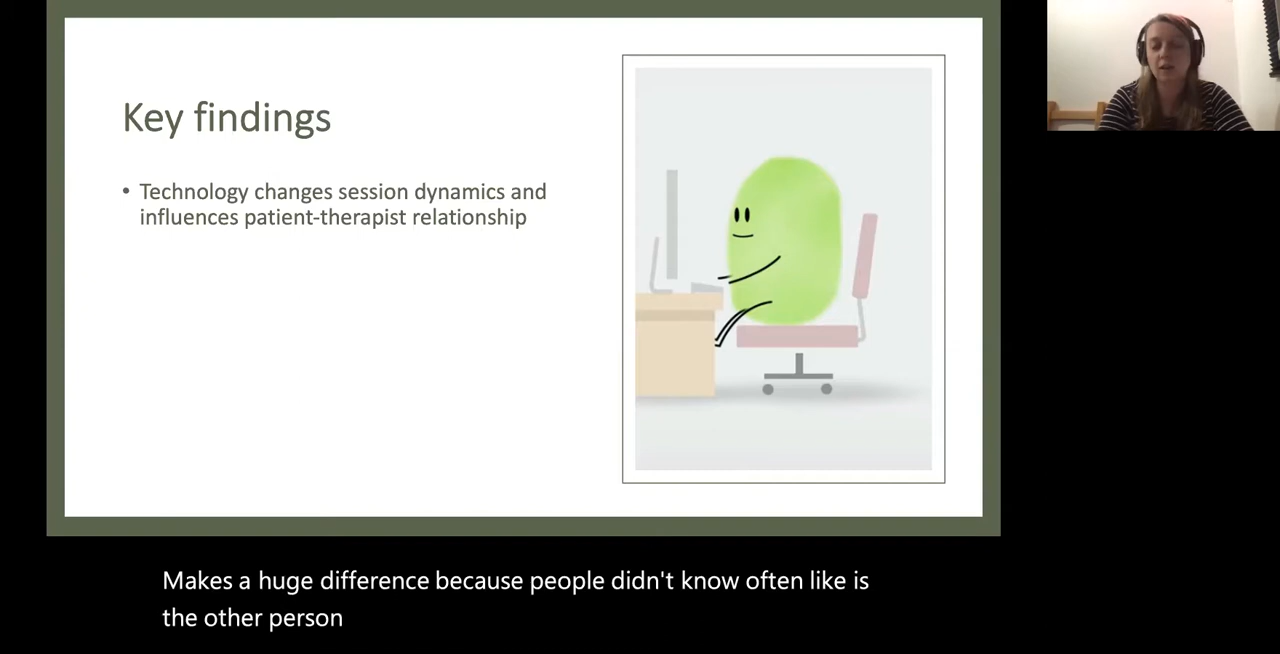 Key findings
• Technology changes session dynamics and
influences patient-therapist relationship
Makes a huge difference because people didn't know often like is
the other person